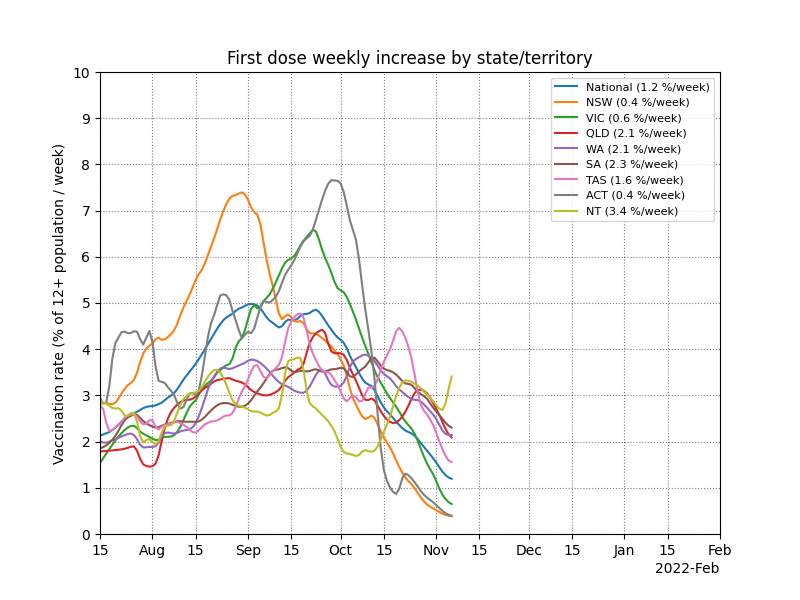 First dose weekly increase by state/territory
Vaccination rate (% of 12+ population / week)
10
9
8
7
6
5
4
3
2
1
0
National (1.2 %/week)
NSW (0.4 %/week)
VIC (0.6 %/week)
QLD (2.1 %/week)
WA (2.1 %/week)
SA (2.3 %/week)
TAS (1.6 %/week)
ACT (0.4 %/week)
NT (3.4 %/week)
15 Aug 15 Sep 15 Oct 15 Nov 15 Dec 15 Jan 15 Feb
2022-Feb